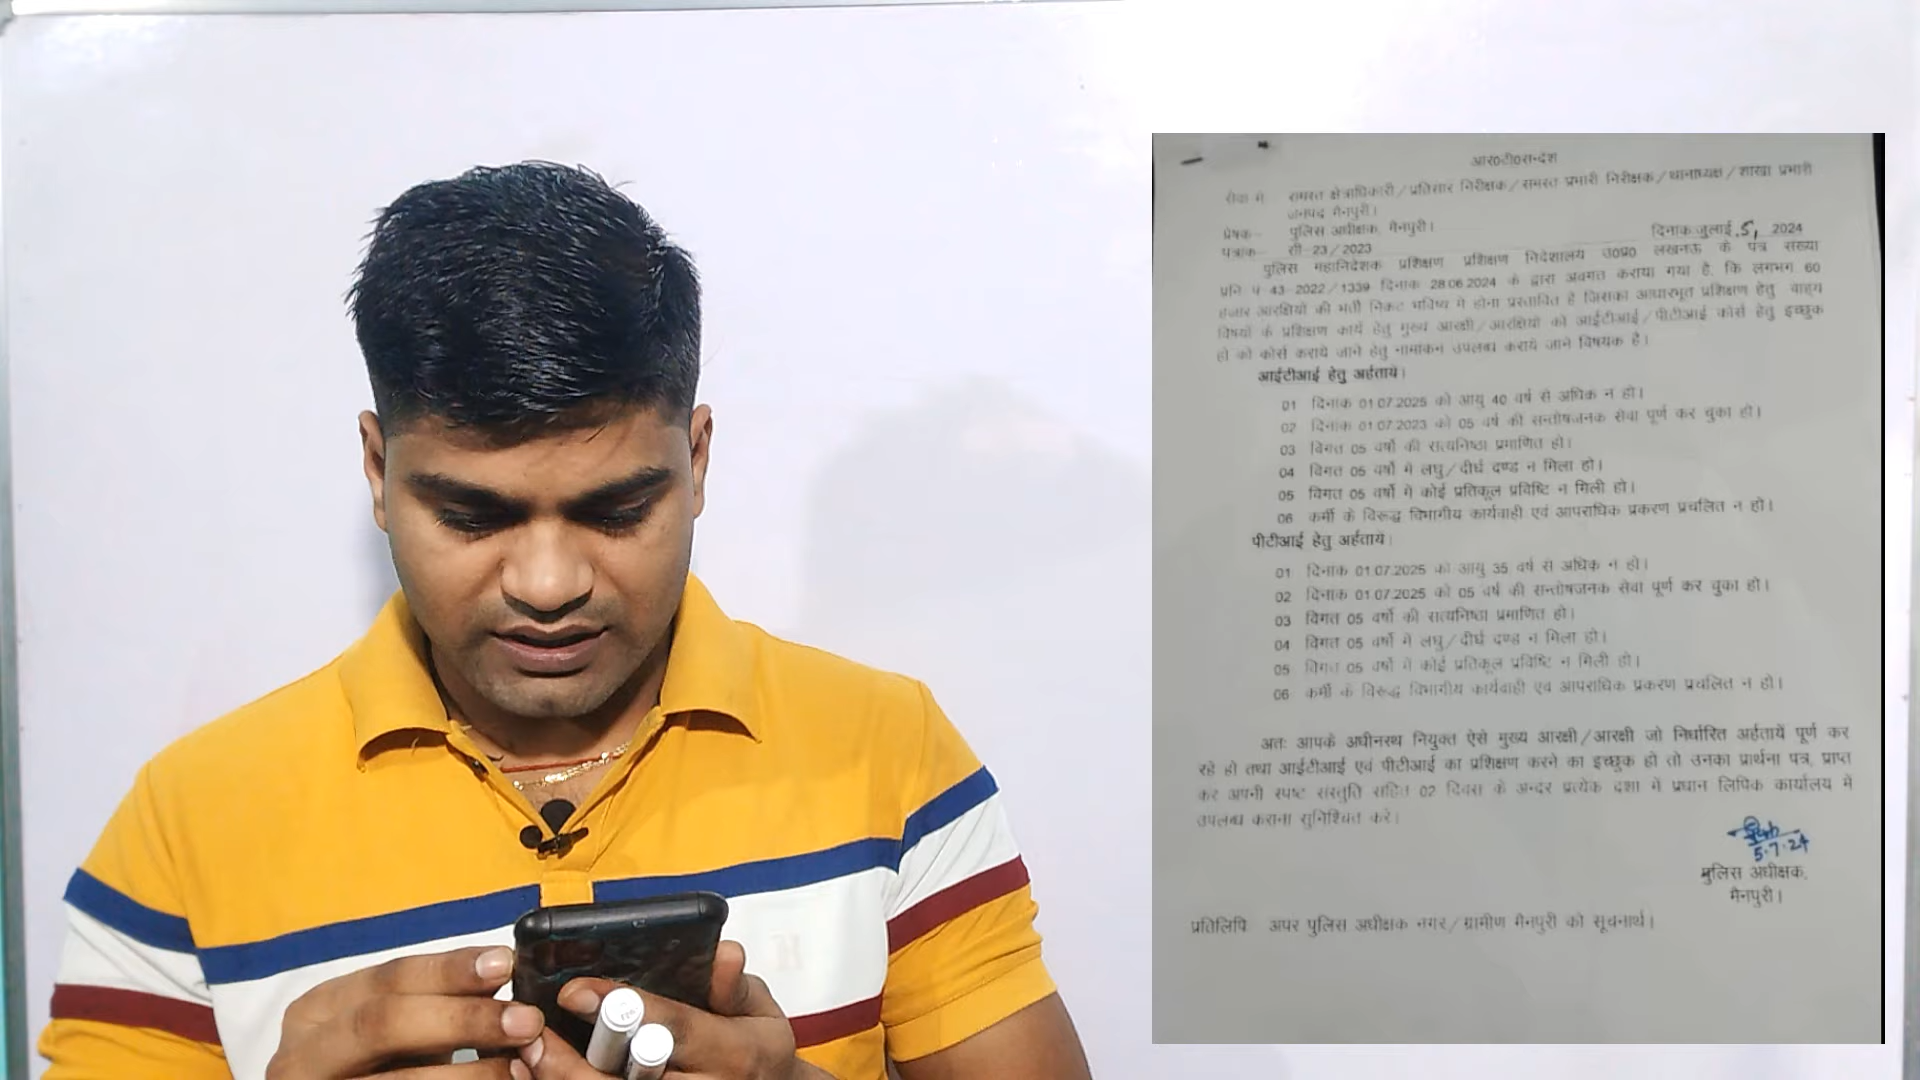 आर०टी०सन्देश
सेवा में समस्त क्षेत्राधिकारी/प्रतिसार निरीक्षक/समस्त प्रभारी निरीक्षक/थानाध्यक्ष/शाखा प्रभारी
जनपद मैनपुरी।
प्रेषक– पुलिस अधीक्षक, मैनपुरी।
दिनांक जुलाई 5, 2024
पत्रांक– सी-23/2023
पुलिस महानिदेशक प्रशिक्षण प्रशिक्षण निदेशालय उ0प्र0 लखनऊ के पत्र संख्या
प्रनि प 43-2022/1339 दिनांक 28.06.2024 के द्वारा अवगत कराया गया है, कि लगभग 60
हजार आरक्षियों की भर्ती निकट भविष्य में होना प्रस्तावित है जिसका आधारभूत प्रशिक्षण हेतु वाह्य
विषयों के प्रशिक्षण कार्य हेतु मुख्य आरक्षी/आरक्षियों को आईटीआई/पीटीआई कोर्स हेतु इच्छुक
हो को कोर्स कराये जाने हेतु नामांकन उपलब्ध कराये जाने विषयक है।
आईटीआई हेतु अर्हतायें।
01 दिनांक 01.07.2025 को आयु 40 वर्ष से अधिक न हो।
02 दिनांक 01.07.2023 को 05 वर्ष की सन्तोषजनक सेवा पूर्ण कर चुका हो।
03 विगत 05 वर्षों की सत्यनिष्ठा प्रमाणित हो।
04 विगत 05 वर्षों में लघु/दीर्घ दण्ड न मिला हो।
05 विगत 05 वर्षों में कोई प्रतिकूल प्रविष्टि न मिली हो।
06 कर्मी के विरूद्ध विभागीय कार्यवाही एवं आपराधिक प्रकरण प्रचलित न हो।
पीटीआई हेतु अर्हतायें।
01 दिनांक 01.07.2025 को आयु 35 वर्ष से अधिक न हो।
02 दिनांक 01.07.2025 को 05 वर्ष की सन्तोषजनक सेवा पूर्ण कर चुका हो।
03 विगत 05 वर्षों की सत्यनिष्ठा प्रमाणित हो।
04 विगत 05 वर्षों में लघु/दीर्घ दण्ड न मिला हो।
05 विगत 05 वर्षों में कोई प्रतिकूल प्रविष्टि न मिली हो।
06 कर्मी के विरूद्ध विभागीय कार्यवाही एवं आपराधिक प्रकरण प्रचलित न हो।
अतः आपके अधीनस्थ नियुक्त ऐसे मुख्य आरक्षी/आरक्षी जो निर्धारित अर्हतायें पूर्ण कर
रहे हो तथा आईटीआई एवं पीटीआई का प्रशिक्षण करने का इच्छुक हो तो उनका प्रार्थना पत्र, प्राप्त
कर अपनी स्पष्ट संस्तुति सहित 02 दिवस के अन्दर प्रत्येक दशा में प्रधान लिपिक कार्यालय में
उपलब्ध कराना सुनिश्चित करें।
5.7.24
पुलिस अधीक्षक,
मैनपुरी।
प्रतिलिपि अपर पुलिस अधीक्षक नगर/ग्रामीण मैनपुरी को सूचनार्थ।